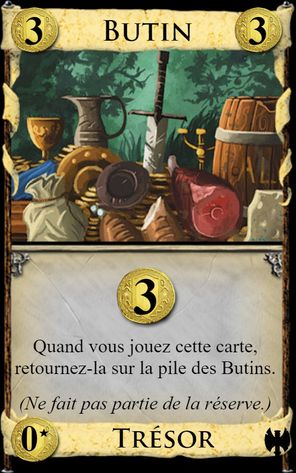 3 BUTIN 3
3
Quand vous jouez cette carte,
retournez-la sur la pile des Butins.
(Ne fait pas partie de la réserve.)
0* TRÉSOR